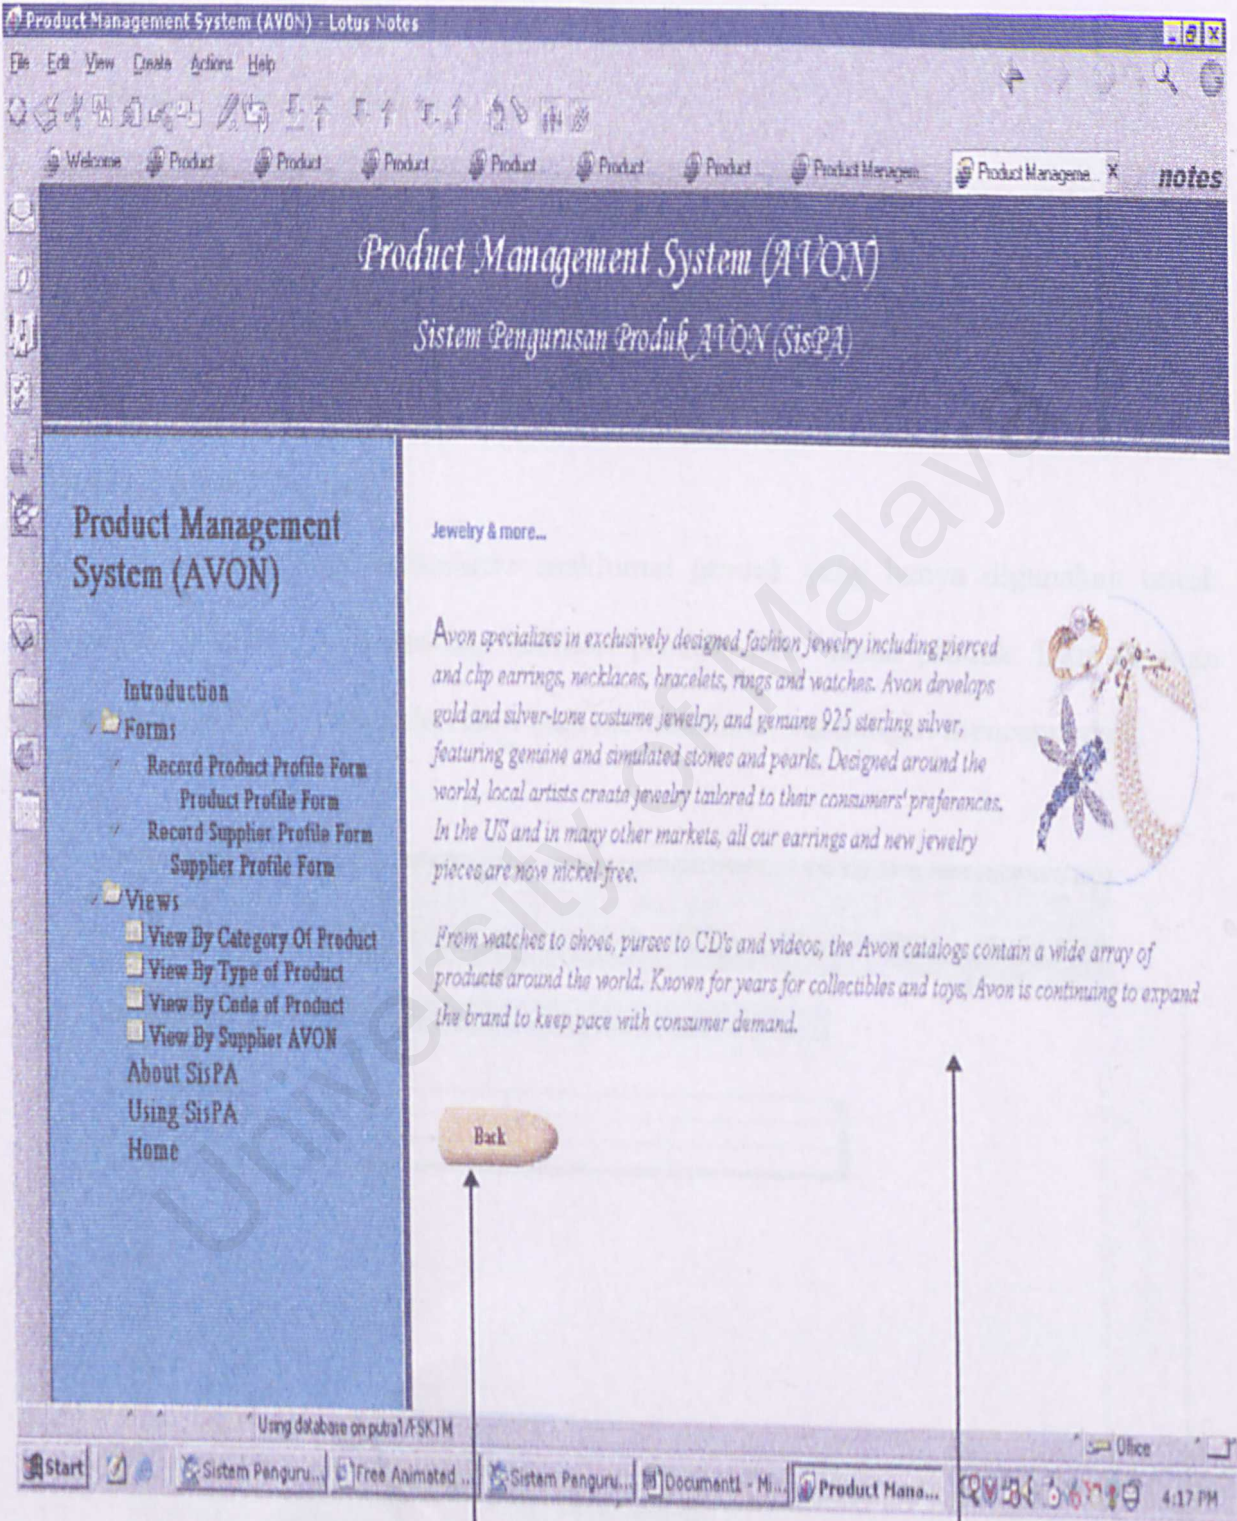 Product Management System (AVON) - Lotus Notes
File Edit View Create Actions Help
Welcome Product Product Product Product Product Product ... Product Managem... Product Manageme... X notes
Product Management System (AVON)
Sistem Pengurusan Produk AVON (SisPA)
Product Management
System (AVON)
Introduction
Forms
Record Product Profile Form
Product Profile Form
Record Supplier Profile Form
Supplier Profile Form
Views
View By Category Of Product
View By Type of Product
View By Code of Product
View By Supplier AVON
About SisPA
Using SisPA
Home
Jewelry & more...
Avon specializes in exclusively designed fashion jewelry including pierced
and clip earrings, necklaces, bracelets, rings and watches. Avon develops
gold and silver-tone costume jewelry, and genuine 925 sterling silver,
featuring genuine and simulated stones and pearls. Designed around the
world, local artists create jewelry tailored to their consumers' preferences.
In the US and in many other markets, all our earrings and new jewelry
pieces are now nickel-free.
From watches to shoes, purses to CD's and videos, the Avon catalogs contain a wide array of
products around the world. Known for years for collectibles and toys, Avon is continuing to expand
the brand to keep pace with consumer demand.
Back
University of Malaya
Using database on putra1/FSKTM
Office
Start Sistem Penguru... Free Animated ... Sistem Penguru... Document1 - Mi... Product Mana... 4:17 PM